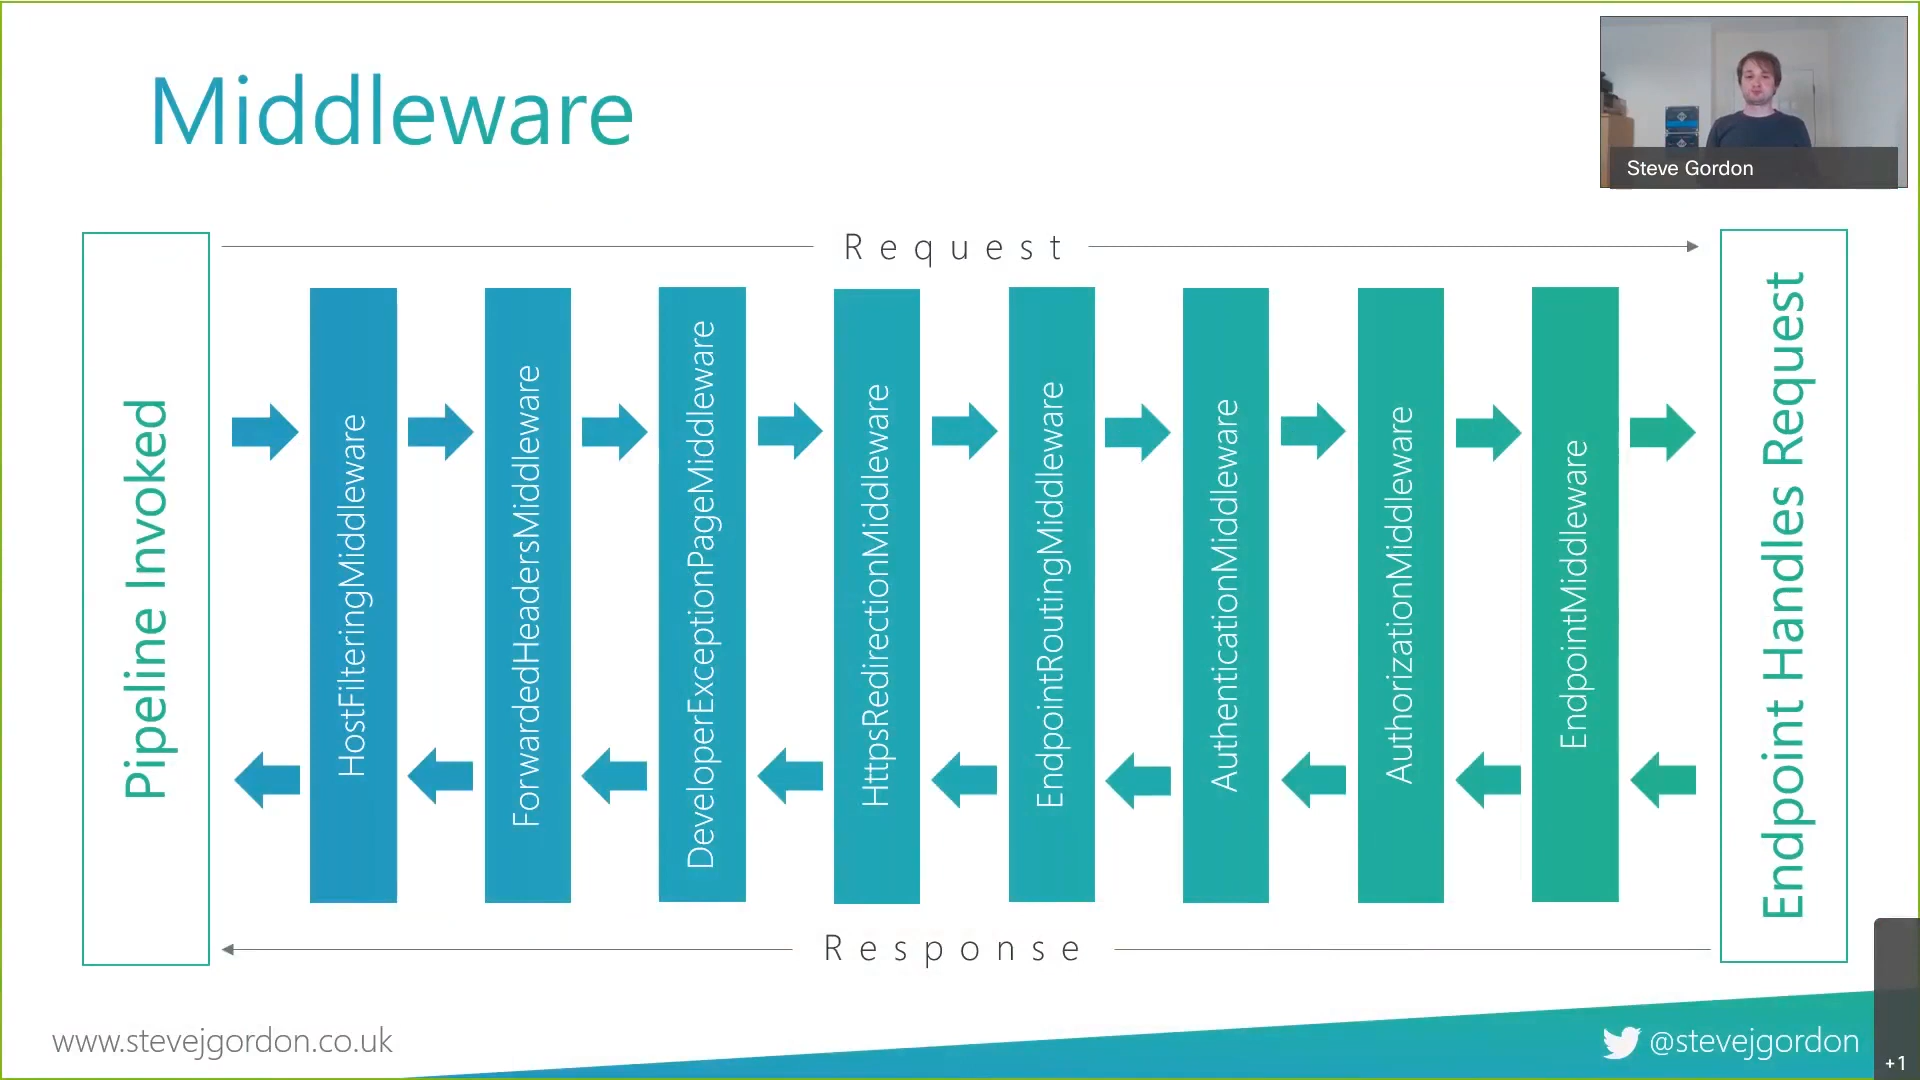 Middleware
Steve Gordon
Request
Pipeline Invoked
HostFilteringMiddleware
ForwardedHeadersMiddleware
DeveloperExceptionPageMiddleware
HttpsRedirectionMiddleware
EndpointRoutingMiddleware
AuthenticationMiddleware
AuthorizationMiddleware
EndpointMiddleware
Endpoint Handles Request
Response
www.stevejgordon.co.uk
@stevejgordon
+1